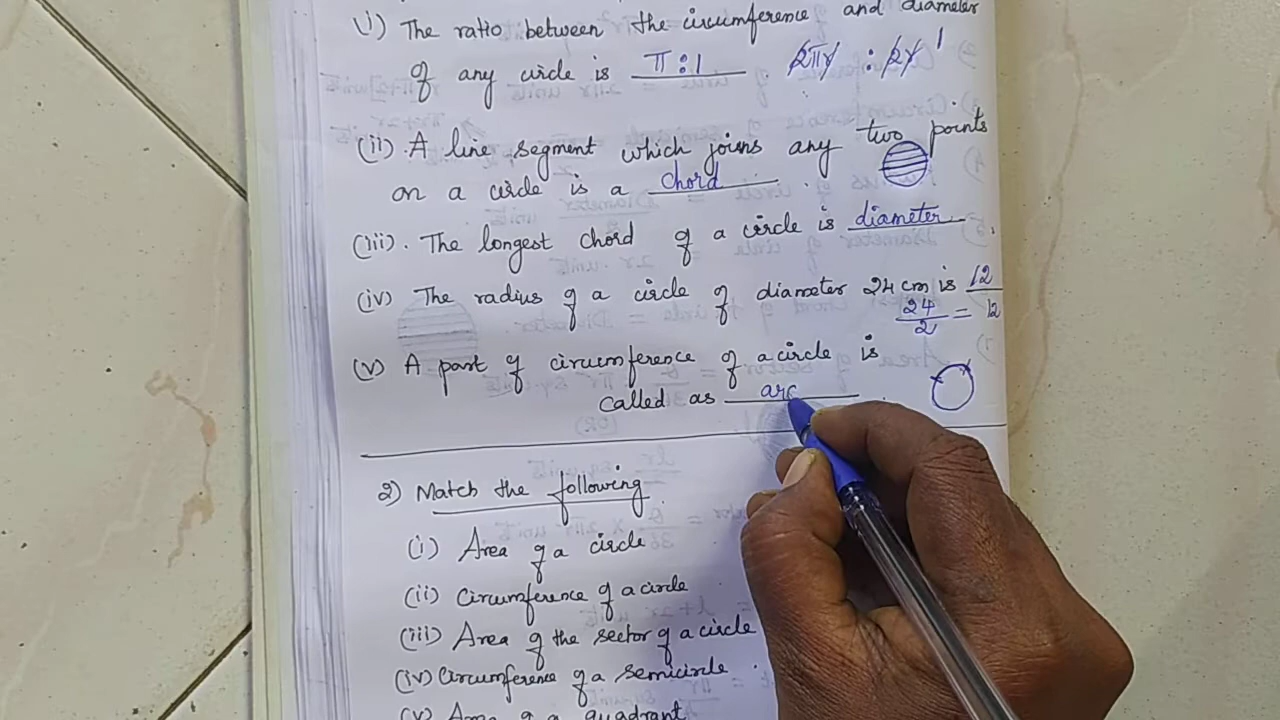 (i) The ratio between the circumference and diameter
of any circle is π:1 . 2πr : 2r 1
(ii). A line segment which joins any two points
on a circle is a chord .
(iii). The longest chord of a circle is diameter .
(iv) The radius of a circle of diameter 24 cm is 12
24/2 = 12
(v) A part of circumference of a circle is
called as arc .
2) Match the following
(i) Area of a circle
(ii) Circumference of a circle
(iii) Area of the sector of a circle
(iv) Circumference of a semicircle
(v) Area of a quadrant